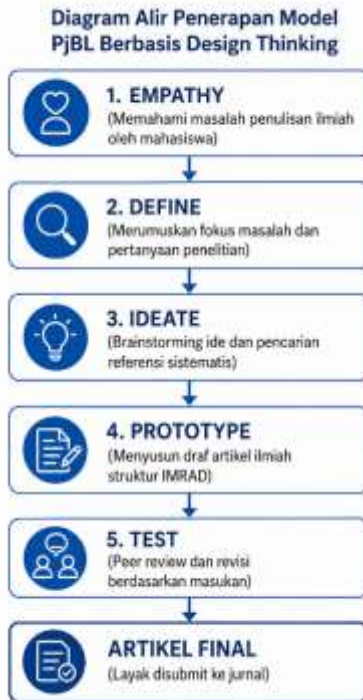 Diagram Alir Penerapan Model
PjBL Berbasis Design Thinking
1. EMPATHY
(Memahami masalah penulisan ilmiah
oleh mahasiswa)
2. DEFINE
(Merumuskan fokus masalah dan
pertanyaan penelitian)
3. IDEATE
(Brainstorming ide dan pencarian
referensi sistematis)
4. PROTOTYPE
(Menyusun draf artikel ilmiah
struktur IMRAD)
5. TEST
(Peer review dan revisi
berdasarkan masukan)
ARTIKEL FINAL
(Layak disubmit ke jurnal)